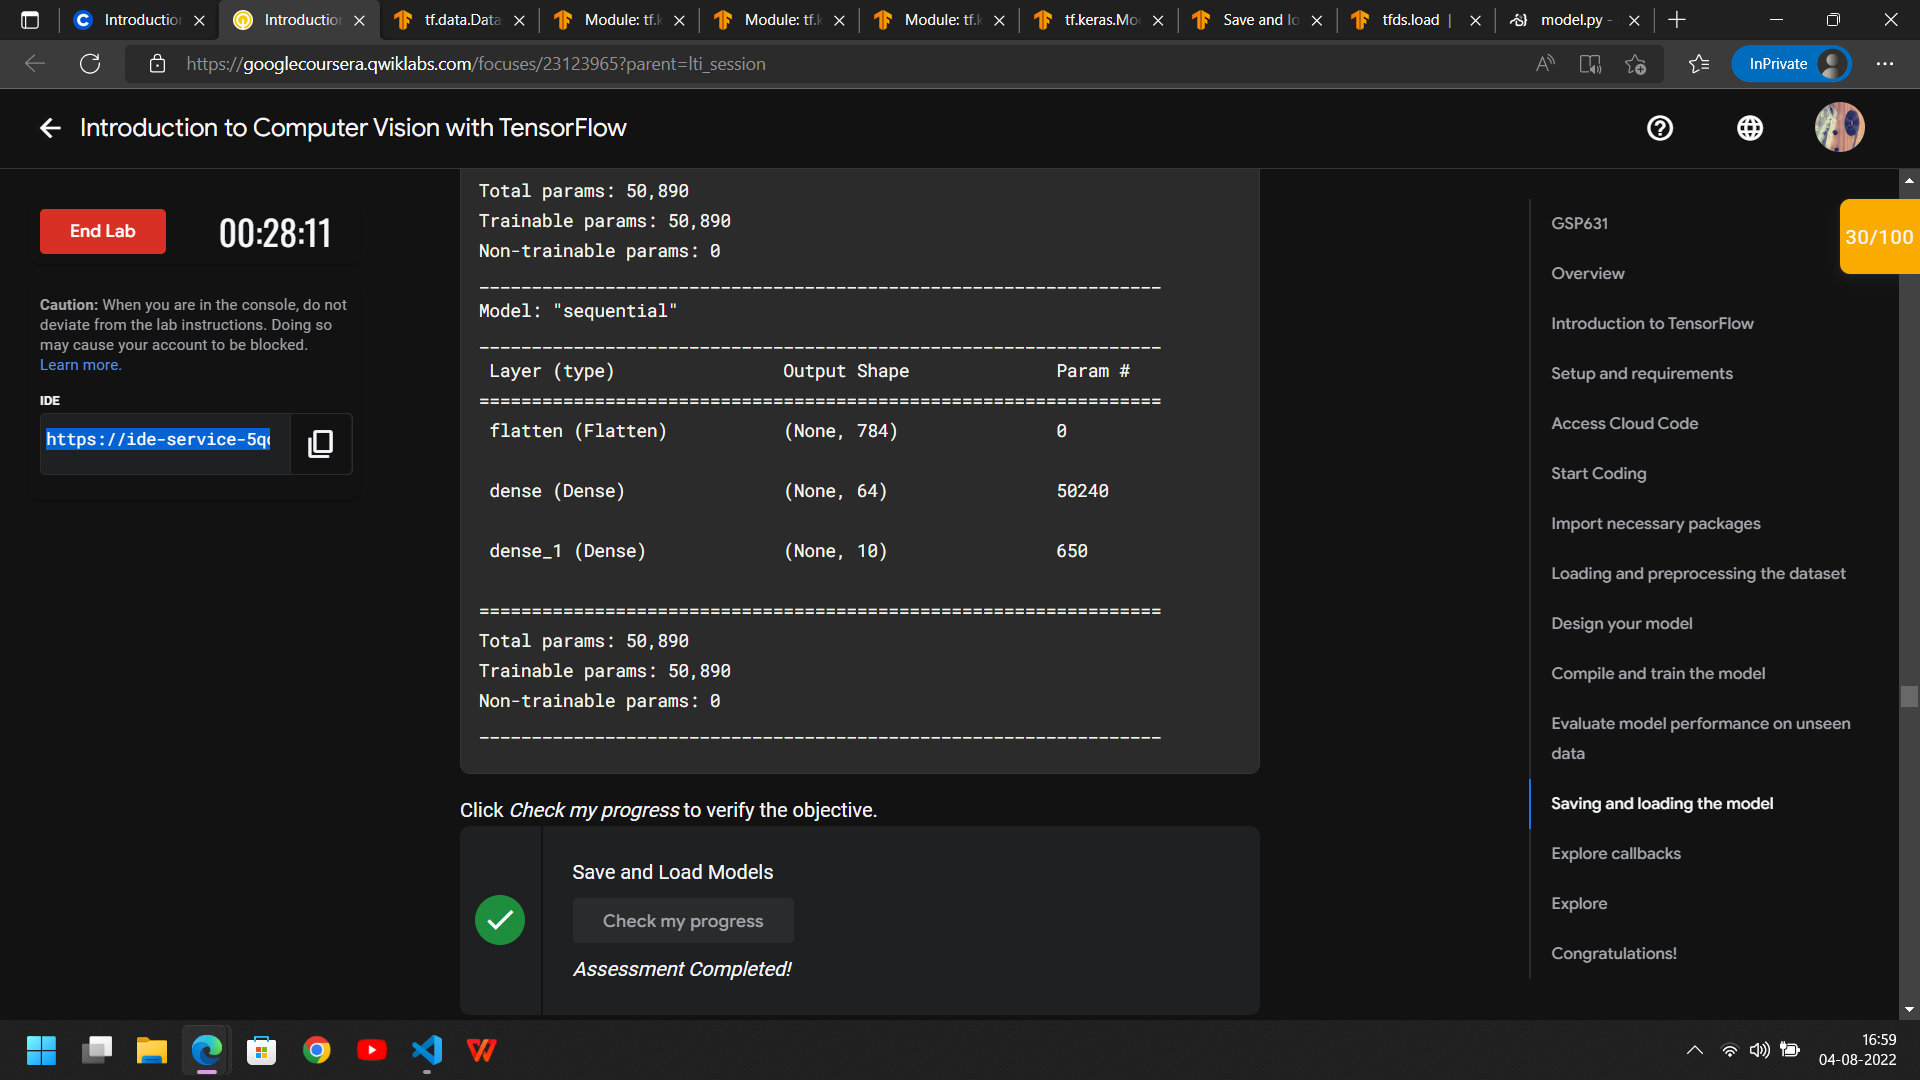 Introduction
Introduction
tf.data.Data
Module: tf.k
Module: tf.k
Module: tf.k
tf.keras.Mo
Save and lo
tfds.load |
model.py -
https://googlecoursera.qwiklabs.com/focuses/23123965?parent=lti_session
InPrivate
Introduction to Computer Vision with TensorFlow
End Lab
00:28:11
Caution: When you are in the console, do not
deviate from the lab instructions. Doing so
may cause your account to be blocked.
Learn more.
IDE
https://ide-service-5q
Total params: 50,890
Trainable params: 50,890
Non-trainable params: 0
_________________________________________________________________
Model: "sequential"
_________________________________________________________________
Layer (type) Output Shape Param #
=================================================================
flatten (Flatten) (None, 784) 0
dense (Dense) (None, 64) 50240
dense_1 (Dense) (None, 10) 650
=================================================================
Total params: 50,890
Trainable params: 50,890
Non-trainable params: 0
_________________________________________________________________
Click Check my progress to verify the objective.
Save and Load Models
Check my progress
Assessment Completed!
30/100
GSP631
Overview
Introduction to TensorFlow
Setup and requirements
Access Cloud Code
Start Coding
Import necessary packages
Loading and preprocessing the dataset
Design your model
Compile and train the model
Evaluate model performance on unseen
data
Saving and loading the model
Explore callbacks
Explore
Congratulations!
16:59
04-08-2022